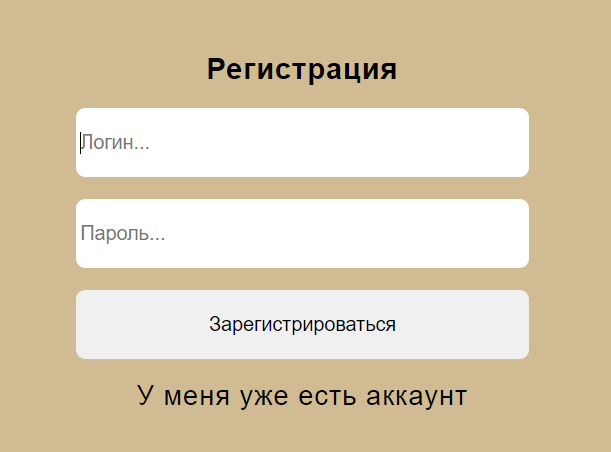 Регистрация
Логин...
Пароль...
Зарегистрироваться
У меня уже есть аккаунт